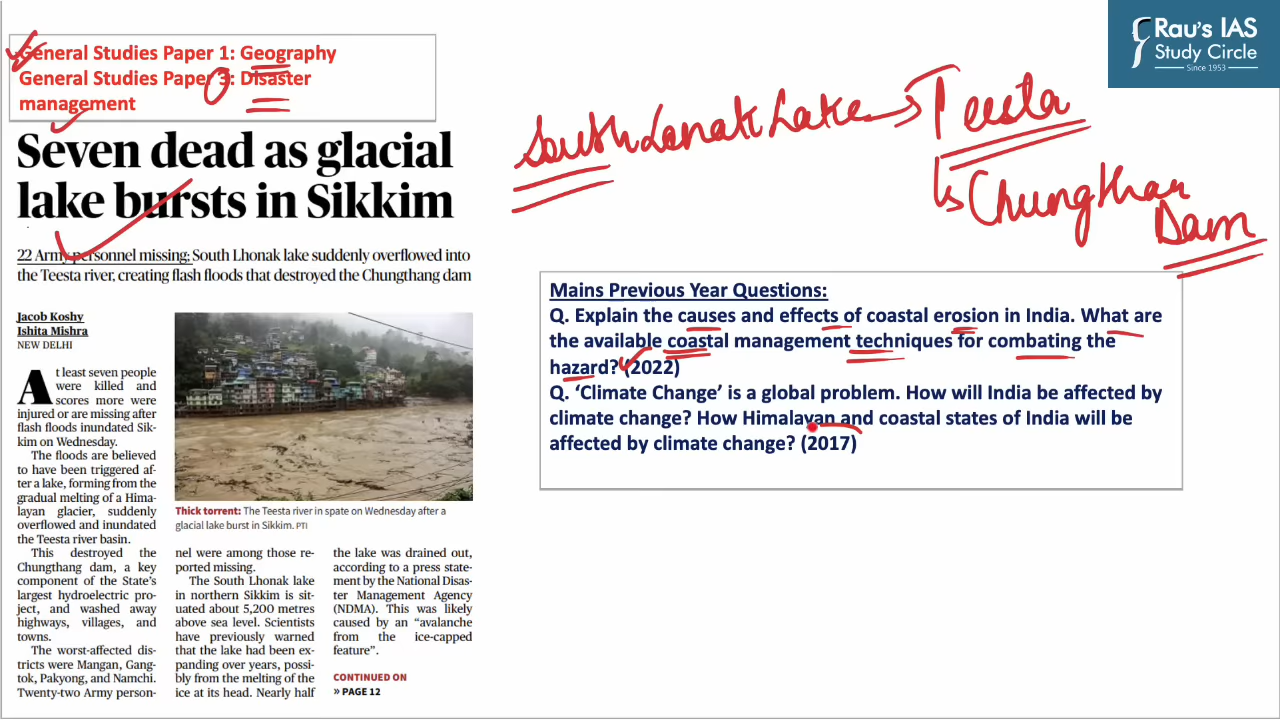 General Studies Paper 1: Geography
General Studies Paper 3: Disaster
management
Rau's IAS
Study Circle
Since 1953
South Lonak Lake → Teesta
↳ Chungthan
Dam
Seven dead as glacial
lake bursts in Sikkim
22 Army personnel missing; South Lhonak lake suddenly overflowed into
the Teesta river, creating flash floods that destroyed the Chungthang dam
Jacob Koshy
Ishita Mishra
NEW DELHI
At least seven people
were killed and
scores more were
injured or are missing after
flash floods inundated Sik-
kim on Wednesday.
The floods are believed
to have been triggered af-
ter a lake, forming from the
gradual melting of a Hima-
layan glacier, suddenly
overflowed and inundated
the Teesta river basin.
This destroyed the
Chungthang dam, a key
component of the State's
largest hydroelectric pro-
ject, and washed away
highways, villages, and
towns.
The worst-affected dis-
tricts were Mangan, Gang-
tok, Pakyong, and Namchi.
Twenty-two Army person-
Thick torrent: The Teesta river in spate on Wednesday after a
glacial lake burst in Sikkim. PTI
nel were among those re-
ported missing.
The South Lhonak lake
in northern Sikkim is sit-
uated about 5,200 metres
above sea level. Scientists
have previously warned
that the lake had been ex-
panding over years, possi-
bly from the melting of the
ice at its head. Nearly half
the lake was drained out,
according to a press state-
ment by the National Disas-
ter Management Agency
(NDMA). This was likely
caused by an "avalanche
from the ice-capped
feature".
CONTINUED ON
» PAGE 12
Mains Previous Year Questions:
Q. Explain the causes and effects of coastal erosion in India. What are
the available coastal management techniques for combating the
hazard? (2022)
Q. ‘Climate Change’ is a global problem. How will India be affected by
climate change? How Himalayan and coastal states of India will be
affected by climate change? (2017)